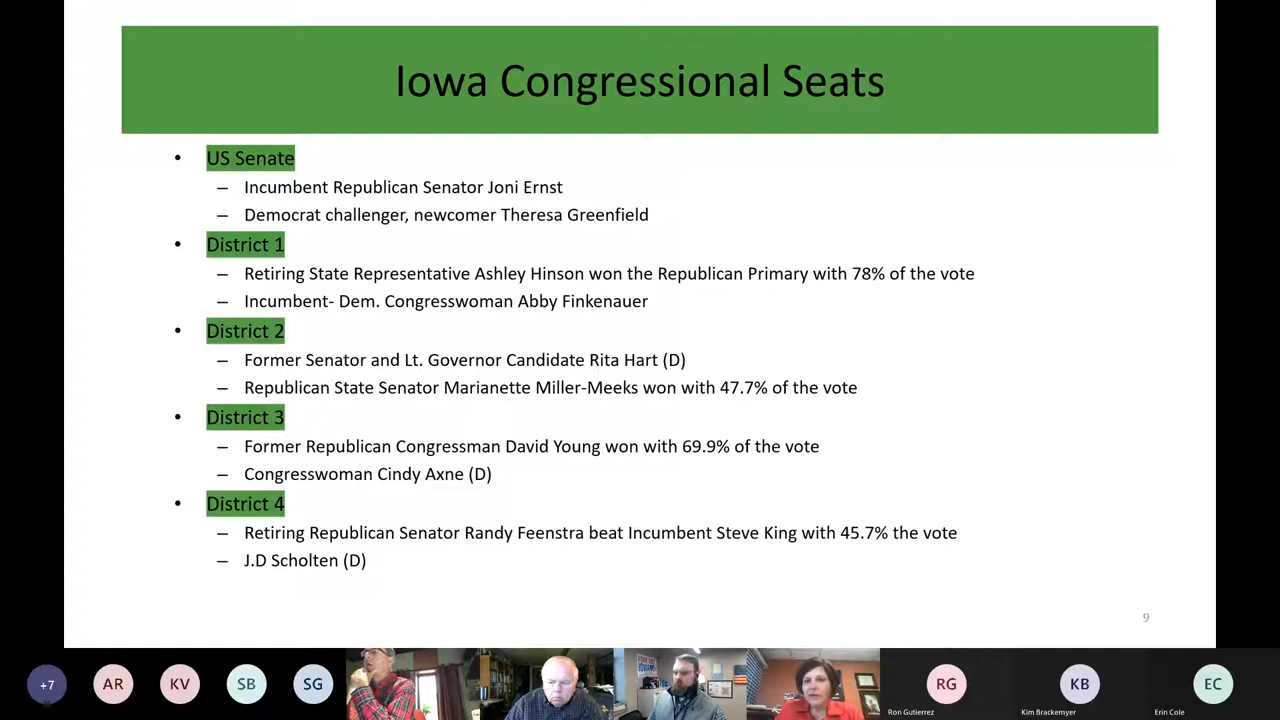 Iowa Congressional Seats
• US Senate
– Incumbent Republican Senator Joni Ernst
– Democrat challenger, newcomer Theresa Greenfield
• District 1
– Retiring State Representative Ashley Hinson won the Republican Primary with 78% of the vote
– Incumbent- Dem. Congresswoman Abby Finkenauer
• District 2
– Former Senator and Lt. Governor Candidate Rita Hart (D)
– Republican State Senator Marianette Miller-Meeks won with 47.7% of the vote
• District 3
– Former Republican Congressman David Young won with 69.9% of the vote
– Congresswoman Cindy Axne (D)
• District 4
– Retiring Republican Senator Randy Feenstra beat Incumbent Steve King with 45.7% the vote
– J.D Scholten (D)
9
+7 AR KV SB SG RG KB EC
Ron Gutierrez Kim Brackemyer Erin Cole